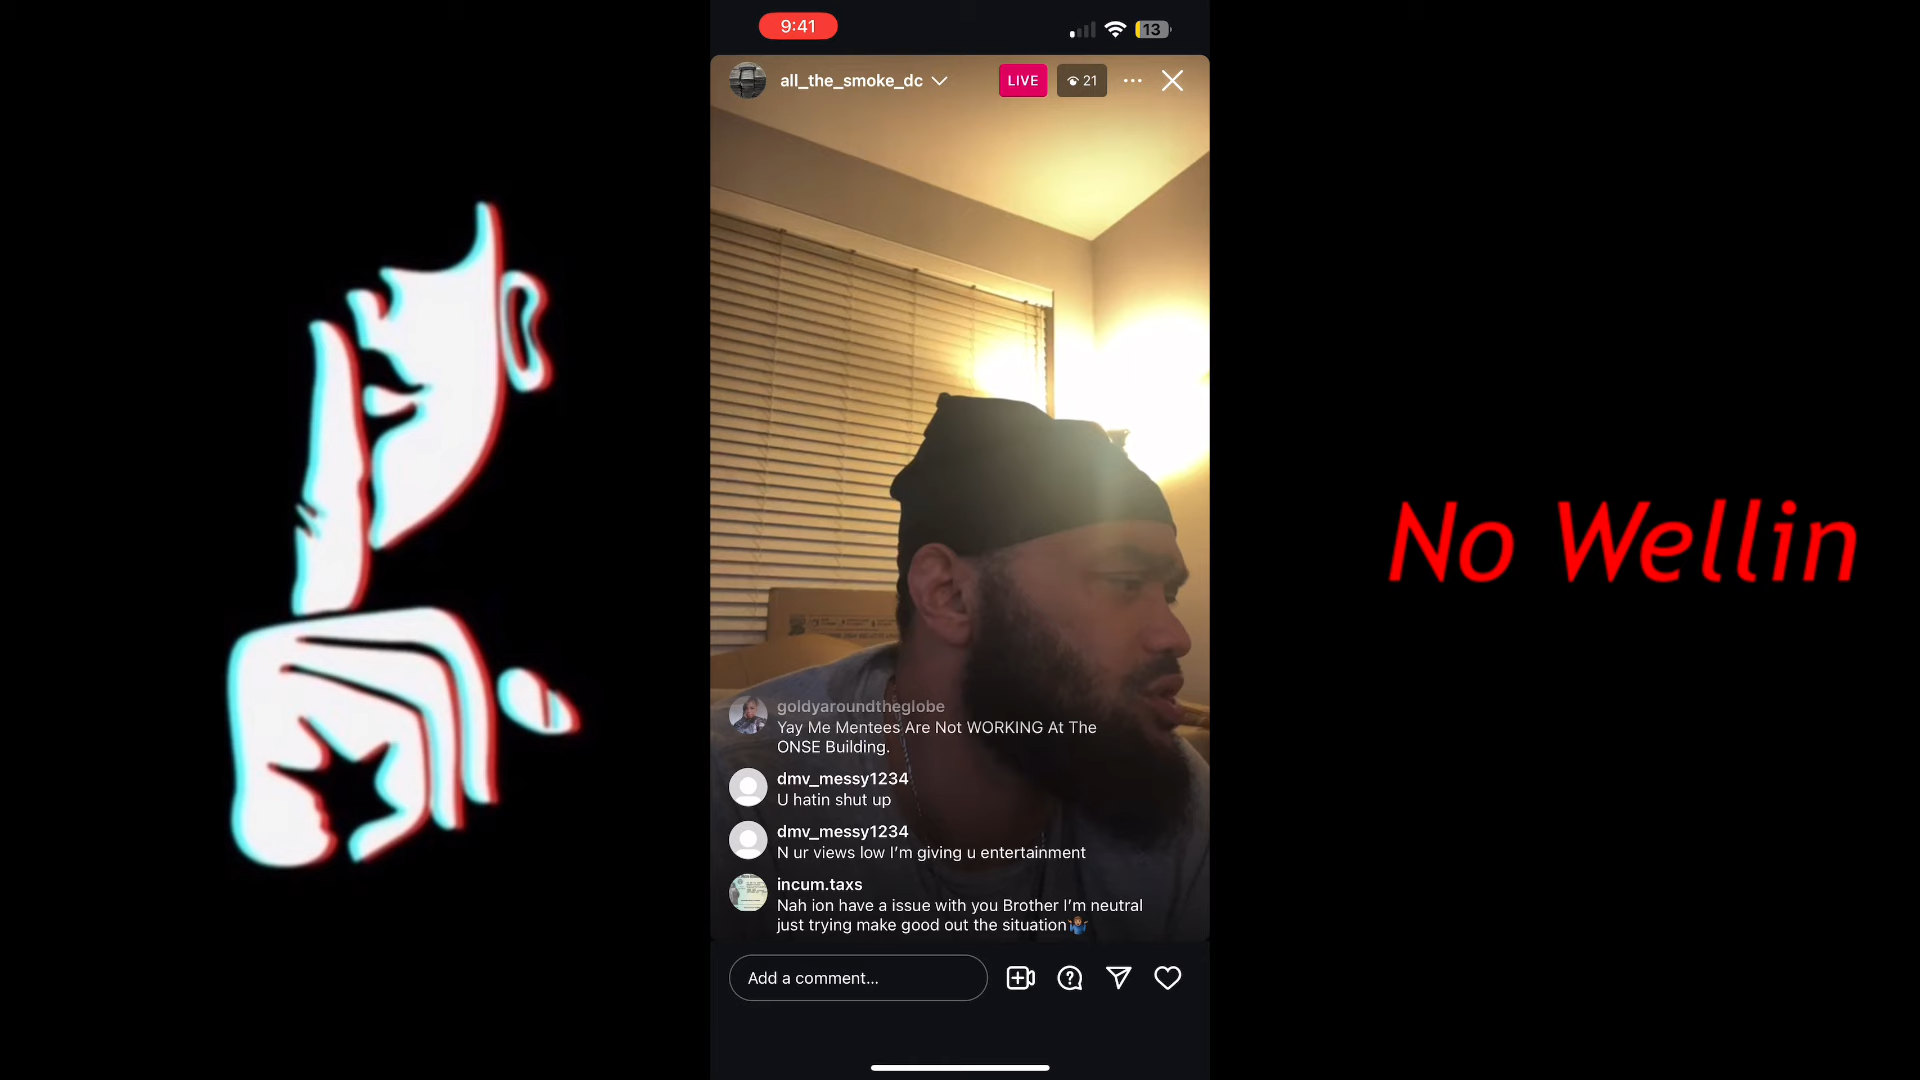 9:41
13
all_the_smoke_dc
LIVE
21
No Wellin
goldyaroundtheglobe
Yay Me Mentees Are Not WORKING At The
ONSE Building.
dmv_messy1234
U hatin shut up
dmv_messy1234
N ur views low I’m giving u entertainment
incum.taxs
Nah ion have a issue with you Brother I’m neutral
just trying make good out the situation🤷🏽‍♂️
Add a comment...